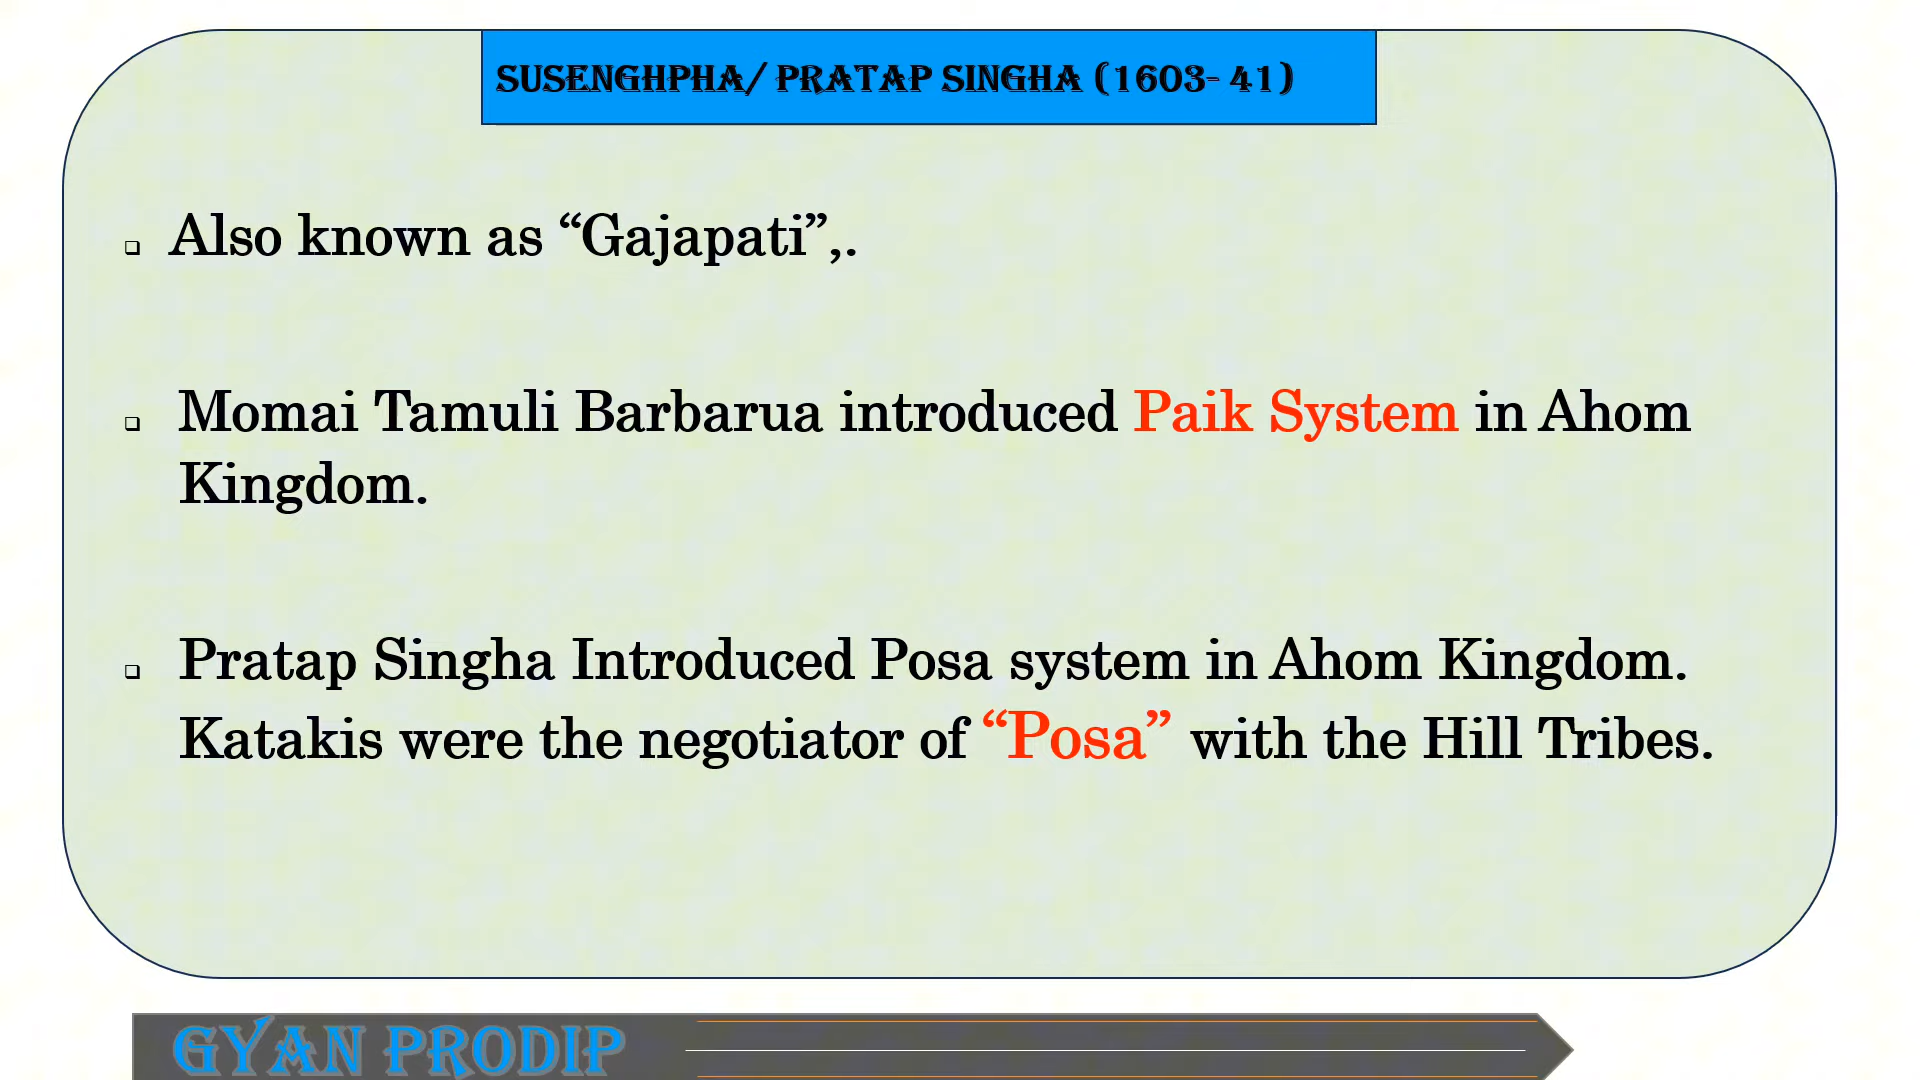 SUSENGHPHA/ PRATAP SINGHA (1603- 41)
❑ Also known as “Gajapati”,.
❑ Momai Tamuli Barbarua introduced Paik System in Ahom
Kingdom.
❑ Pratap Singha Introduced Posa system in Ahom Kingdom.
Katakis were the negotiator of “Posa” with the Hill Tribes.
GYAN PRODIP